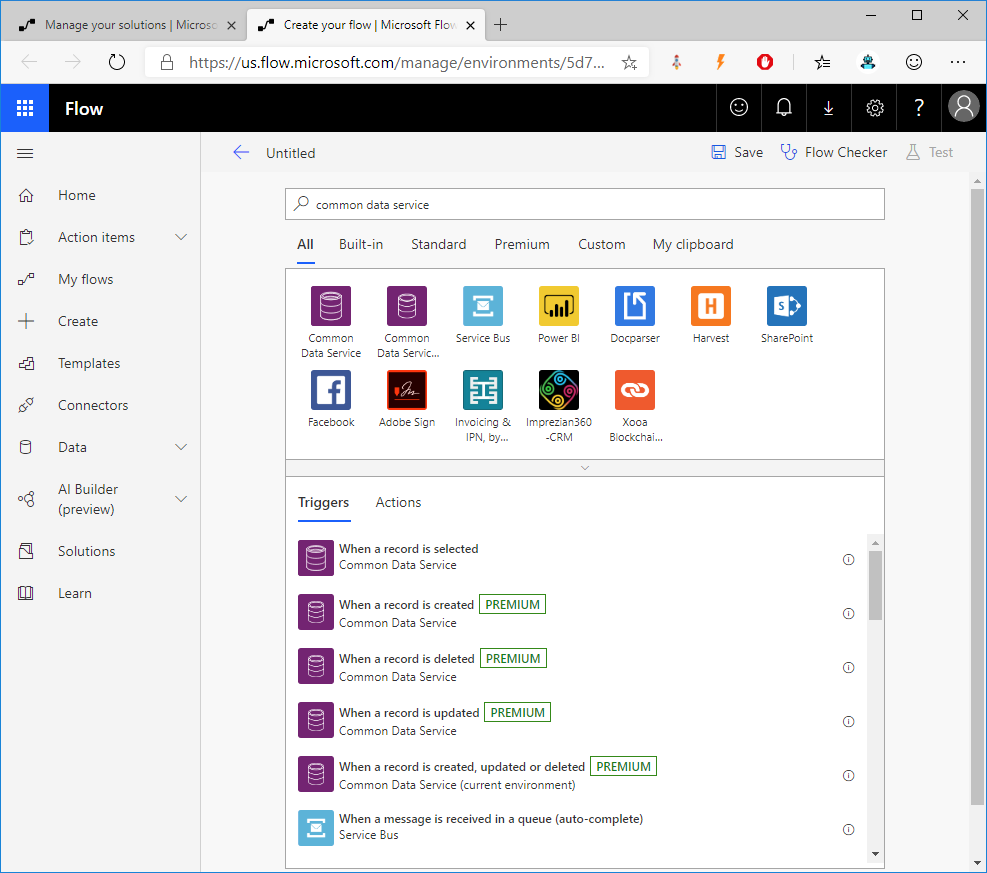 Manage your solutions | Microso
Create your flow | Microsoft Flow
https://us.flow.microsoft.com/manage/environments/5d7...
Flow
?
Untitled
Save
Flow Checker
Test
Home
Action items
My flows
Create
Templates
Connectors
Data
AI Builder
(preview)
Solutions
Learn
common data service
All
Built-in
Standard
Premium
Custom
My clipboard
Common
Data Service
Common
Data Servic...
Service Bus
Power BI
Docparser
H
Harvest
S
SharePoint
Facebook
Adobe Sign
Invoicing &
IPN, by...
Imprezian360
-CRM
Xooa
Blockchai...
Triggers
Actions
When a record is selected
Common Data Service
When a record is created PREMIUM
Common Data Service
When a record is deleted PREMIUM
Common Data Service
When a record is updated PREMIUM
Common Data Service
When a record is created, updated or deleted PREMIUM
Common Data Service (current environment)
When a message is received in a queue (auto-complete)
Service Bus